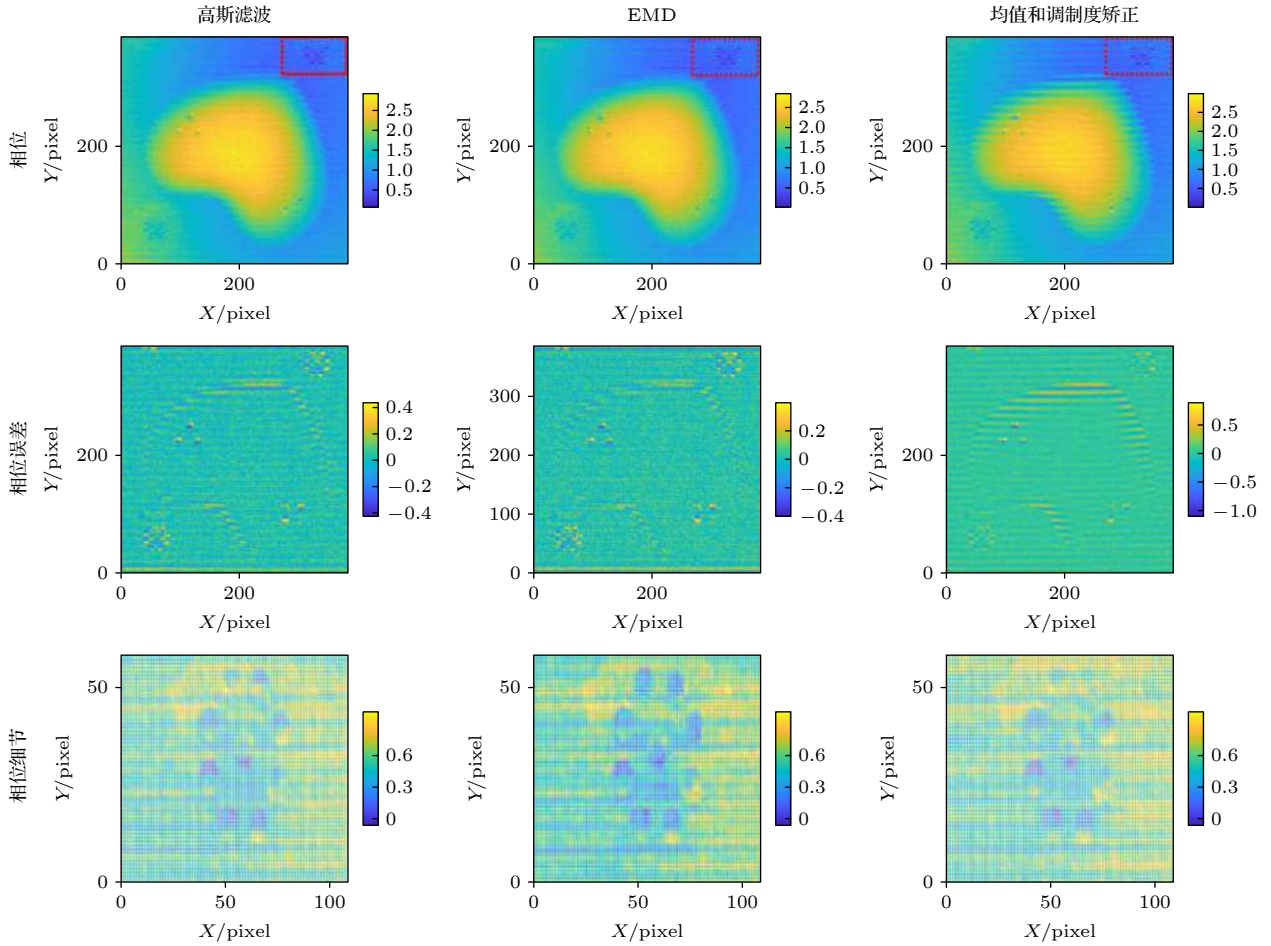 高斯滤波 EMD 均值和调制度矫正
相位
Y/pixel 200 0 0 200 X/pixel 2.5 2.0 1.5 1.0 0.5
Y/pixel 200 0 0 200 X/pixel 2.5 2.0 1.5 1.0 0.5
Y/pixel 200 0 0 200 X/pixel 2.5 2.0 1.5 1.0 0.5
相位误差
Y/pixel 200 0 0 200 X/pixel 0.4 0.2 0 −0.2 −0.4
Y/pixel 300 200 100 0 0 200 X/pixel 0.2 0 −0.2 −0.4
Y/pixel 200 0 0 200 X/pixel 0.5 0 −0.5 −1.0
相位细节
Y/pixel 50 0 0 50 100 X/pixel 0.6 0.3 0
Y/pixel 50 0 0 50 100 X/pixel 0.6 0.3 0
Y/pixel 50 0 0 50 100 X/pixel 0.6 0.3 0